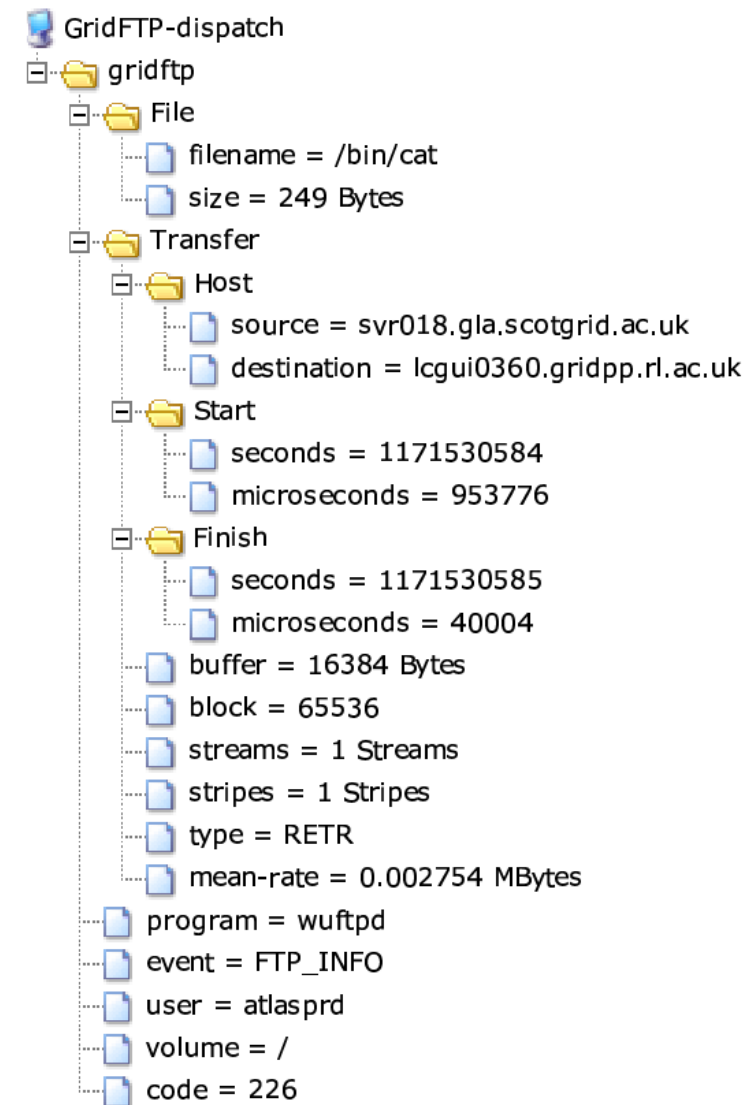 GridFTP-dispatch
gridftp
File
filename = /bin/cat
size = 249 Bytes
Transfer
Host
source = svr018.gla.scotgrid.ac.uk
destination = lcgui0360.gridpp.rl.ac.uk
Start
seconds = 1171530584
microseconds = 953776
Finish
seconds = 1171530585
microseconds = 40004
buffer = 16384 Bytes
block = 65536
streams = 1 Streams
stripes = 1 Stripes
type = RETR
mean-rate = 0.002754 MBytes
program = wuftpd
event = FTP_INFO
user = atlasprd
volume = /
code = 226